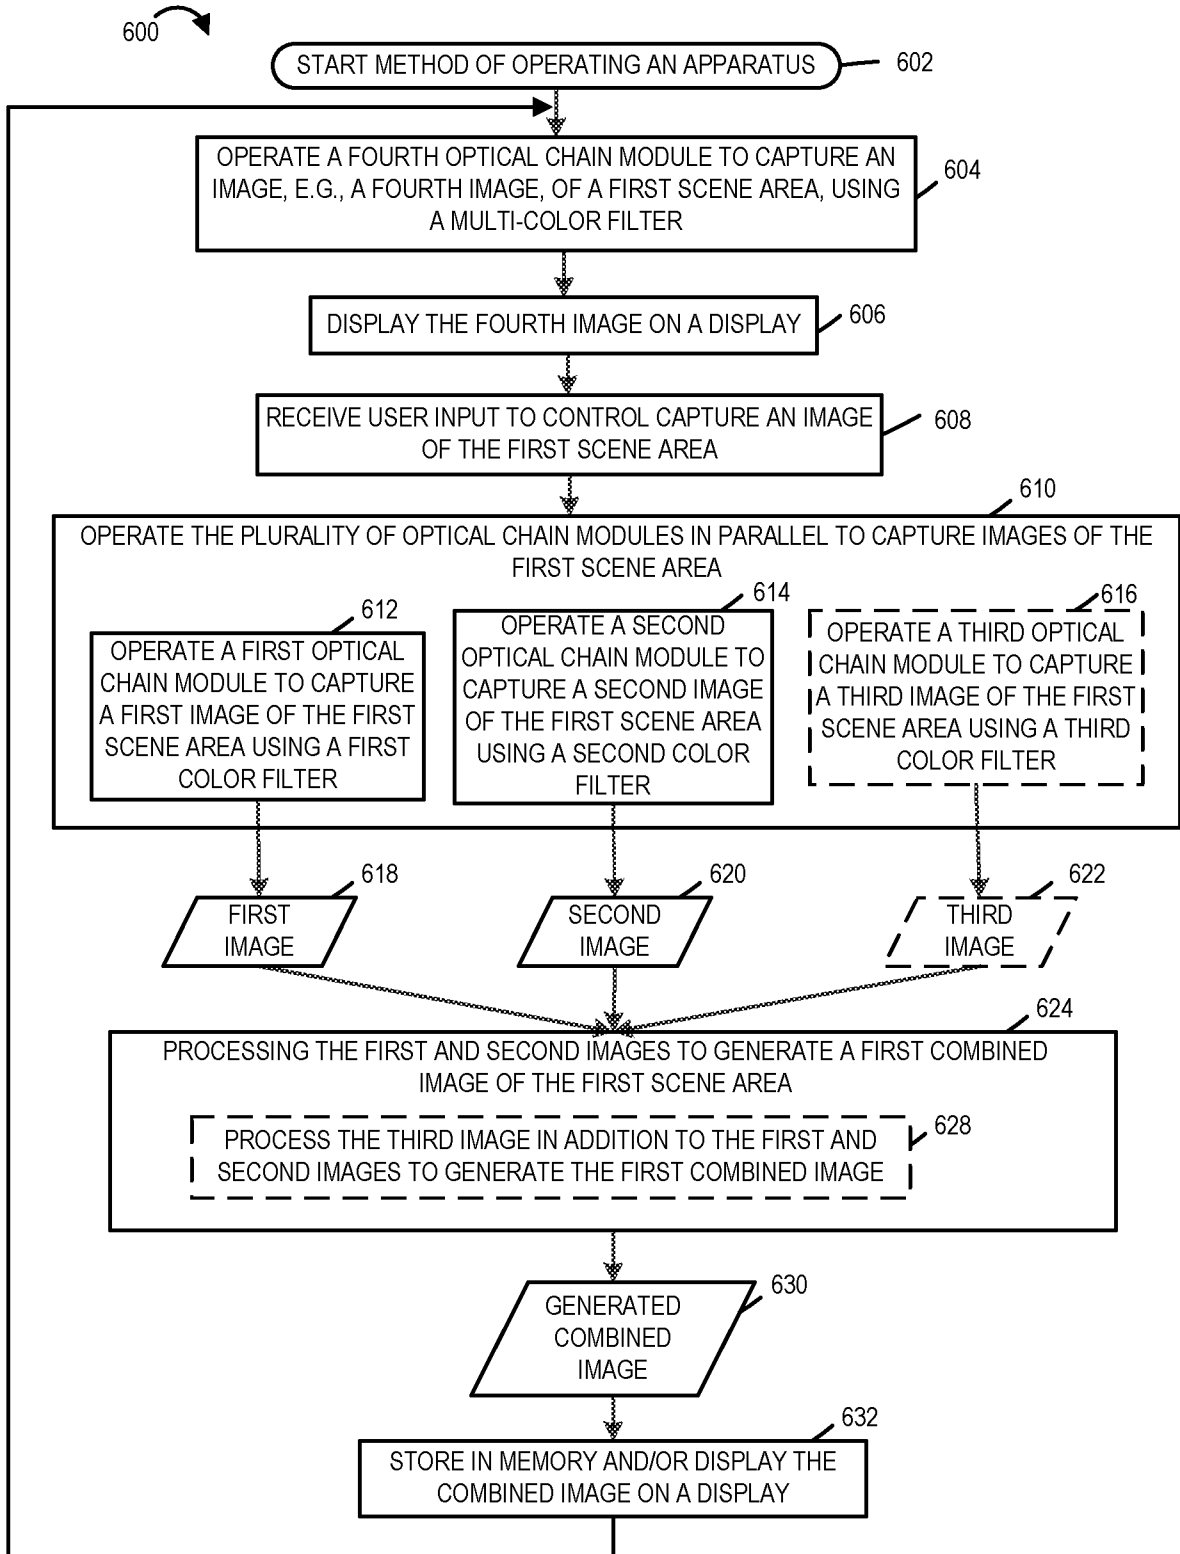 600
START METHOD OF OPERATING AN APPARATUS
602
OPERATE A FOURTH OPTICAL CHAIN MODULE TO CAPTURE AN
IMAGE, E.G., A FOURTH IMAGE, OF A FIRST SCENE AREA, USING
A MULTI-COLOR FILTER
604
DISPLAY THE FOURTH IMAGE ON A DISPLAY
606
RECEIVE USER INPUT TO CONTROL CAPTURE AN IMAGE
OF THE FIRST SCENE AREA
608
610
OPERATE THE PLURALITY OF OPTICAL CHAIN MODULES IN PARALLEL TO CAPTURE IMAGES OF THE
FIRST SCENE AREA
612
OPERATE A FIRST OPTICAL
CHAIN MODULE TO CAPTURE
A FIRST IMAGE OF THE FIRST
SCENE AREA USING A FIRST
COLOR FILTER
614
OPERATE A SECOND
OPTICAL CHAIN MODULE TO
CAPTURE A SECOND IMAGE
OF THE FIRST SCENE AREA
USING A SECOND COLOR
FILTER
616
OPERATE A THIRD OPTICAL
CHAIN MODULE TO CAPTURE
A THIRD IMAGE OF THE FIRST
SCENE AREA USING A THIRD
COLOR FILTER
618
FIRST
IMAGE
620
SECOND
IMAGE
622
THIRD
IMAGE
624
PROCESSING THE FIRST AND SECOND IMAGES TO GENERATE A FIRST COMBINED
IMAGE OF THE FIRST SCENE AREA
PROCESS THE THIRD IMAGE IN ADDITION TO THE FIRST AND
SECOND IMAGES TO GENERATE THE FIRST COMBINED IMAGE
628
GENERATED
COMBINED
IMAGE
630
632
STORE IN MEMORY AND/OR DISPLAY THE
COMBINED IMAGE ON A DISPLAY